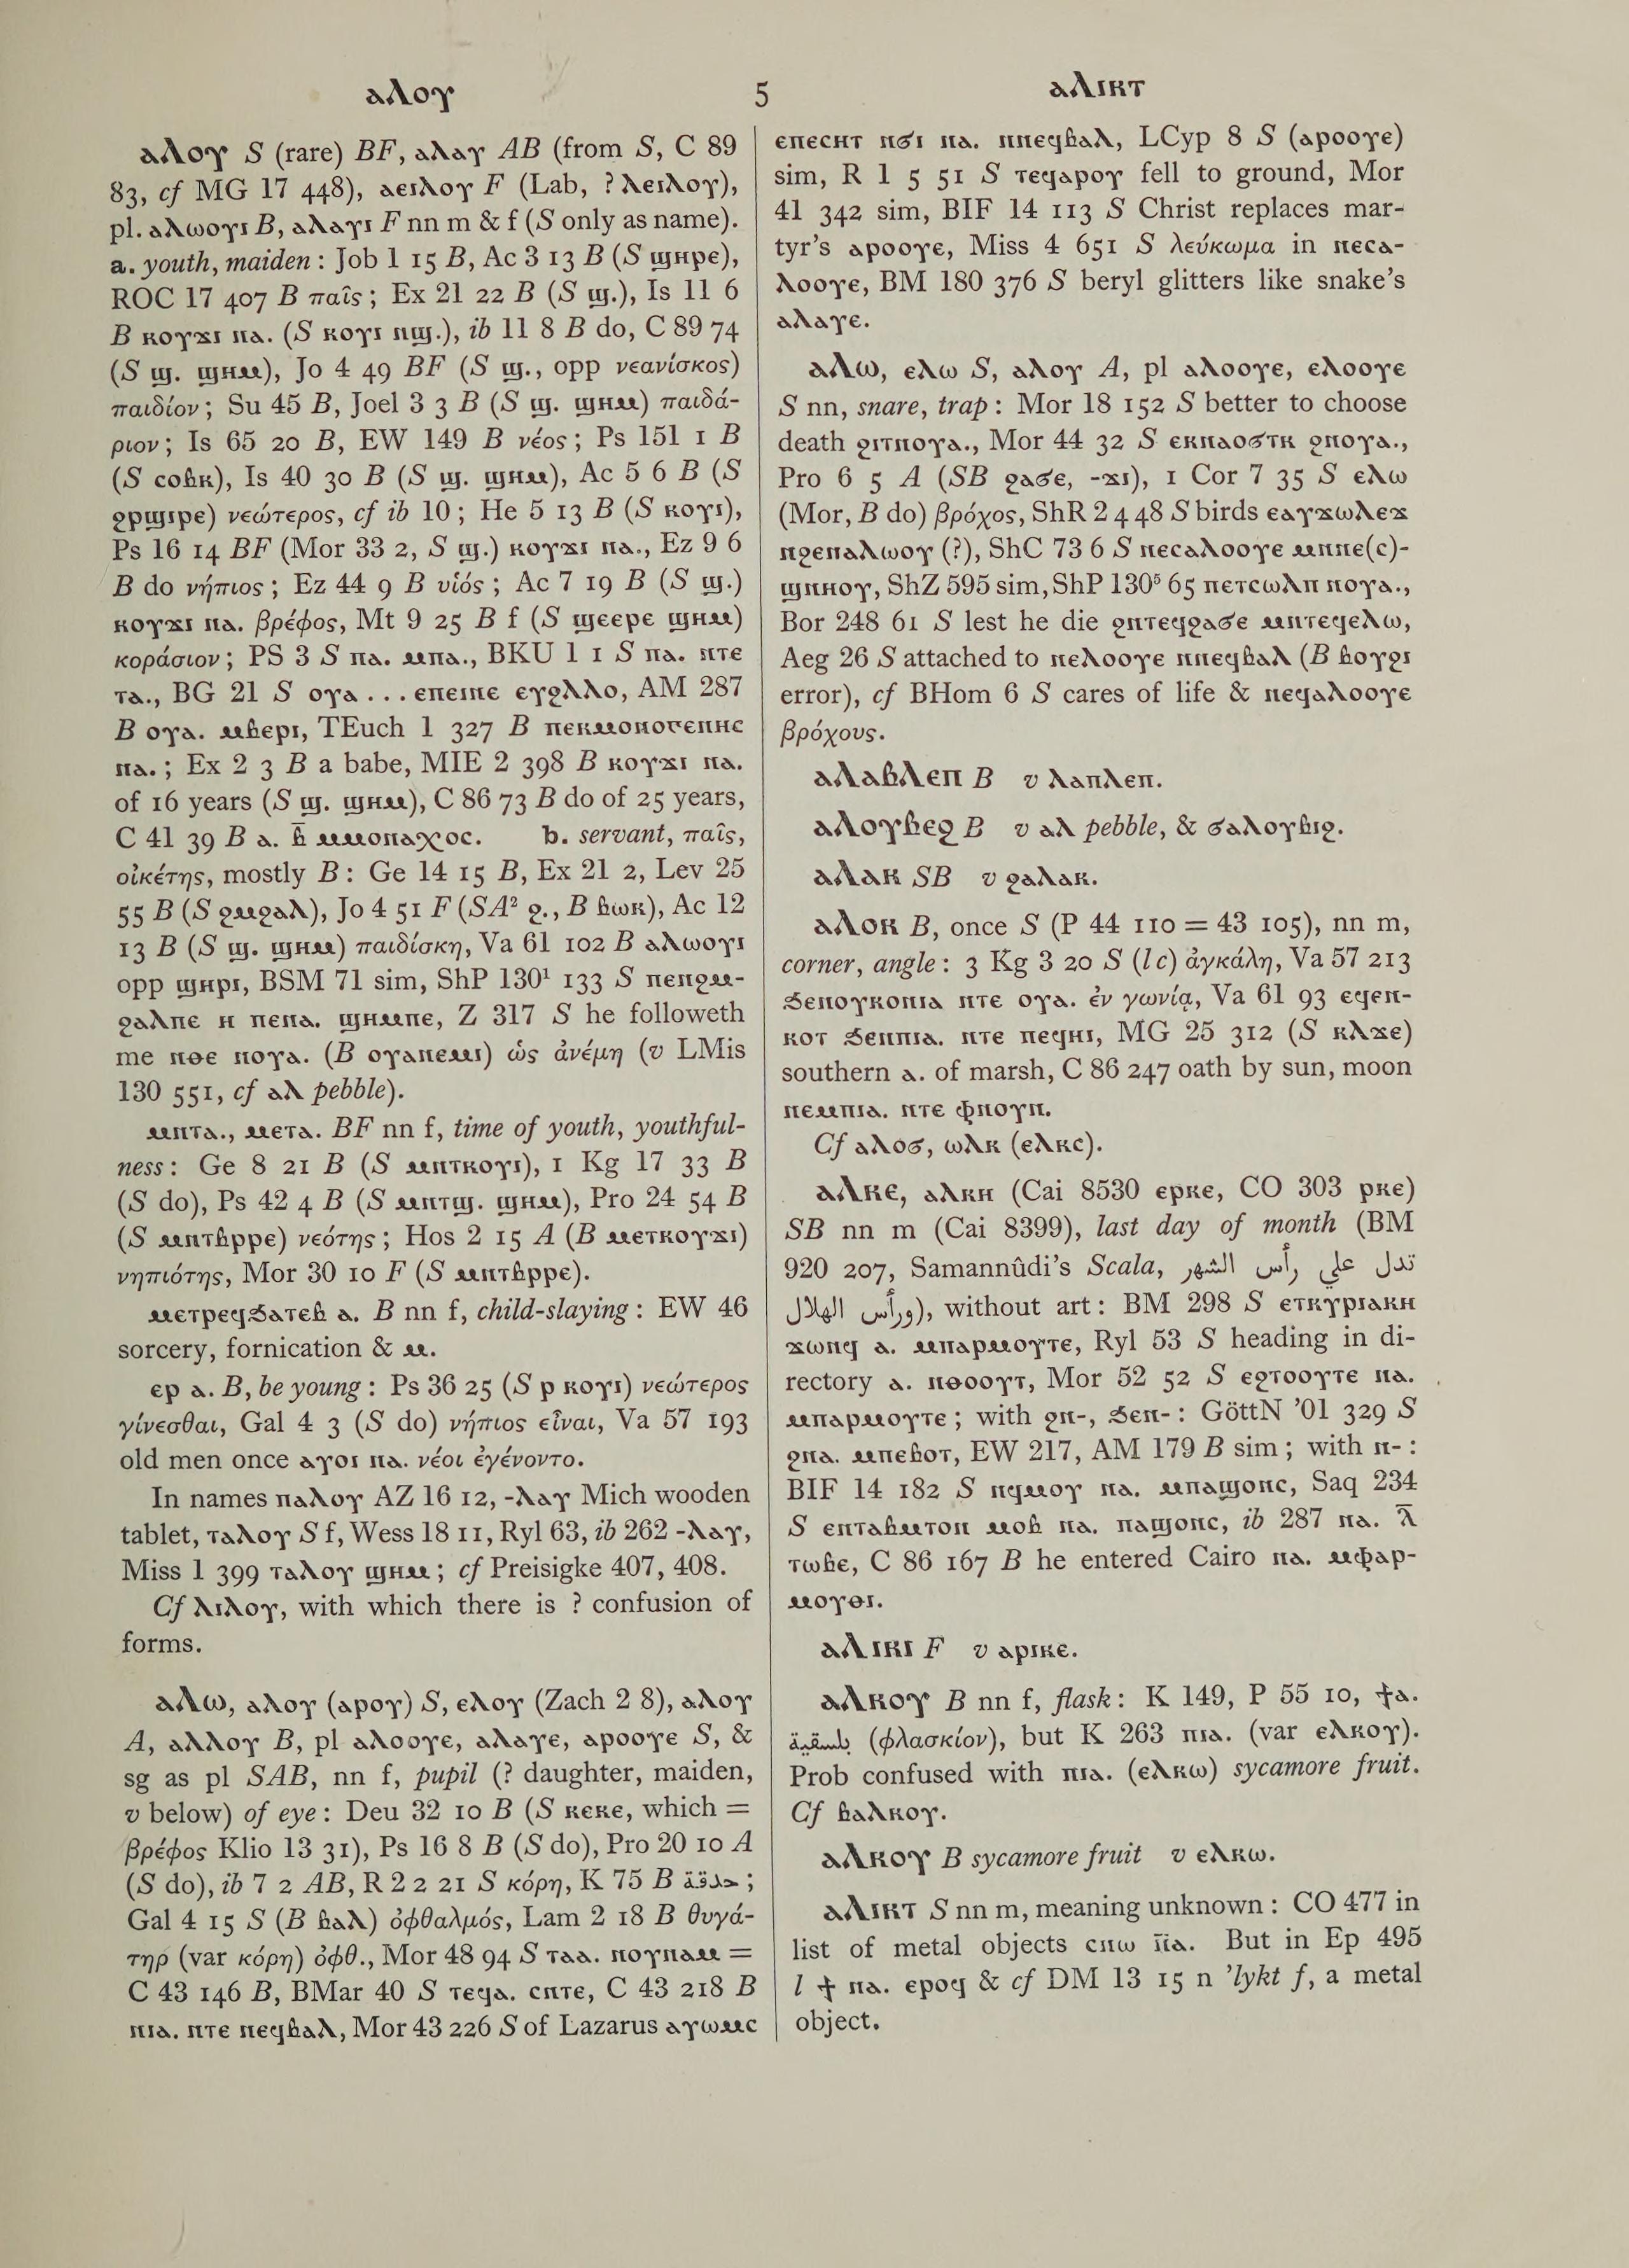 ⲁⲗⲟⲩ
5
ⲁⲗⲓⲕⲧ
ⲁⲗⲟⲩ S (rare) BF, ⲁⲗⲁⲩ AB (from S, C 89
83, cf MG 17 448), ⲁⲉⲓⲗⲟⲩ F (Lab, ? ⲗⲉⲓⲗⲟⲩ),
pl. ⲁⲗⲱⲟⲩⲓ B, ⲁⲗⲁⲩⲓ F nn m & f (S only as name).
a. youth, maiden : Job 1 15 B, Ac 3 13 B (S ϣⲏⲣⲉ),
ROC 17 407 B παῖς ; Ex 21 22 B (S ϣ.), Is 11 6
B ⲕⲟⲩϫⲓ ⲛⲁ. (S ⲕⲟⲩⲓ ⲛϣ.), ib 11 8 B do, C 89 74
(S ϣ. ϣⲏⲙ), Jo 4 49 BF (S ϣ., opp νεανίσκος)
παιδίον ; Su 45 B, Joel 3 3 B (S ϣ. ϣⲏⲙ) παιδά-
ριον ; Is 65 20 B, EW 149 B νέος ; Ps 151 1 B
(S ⲥⲟⲃⲕ), Is 40 30 B (S ϣ. ϣⲏⲙ), Ac 5 6 B (S
ϩⲣϣⲓⲣⲉ) νεώτερος, cf ib 10 ; He 5 13 B (S ⲕⲟⲩⲓ),
Ps 16 14 BF (Mor 33 2, S ϣ.) ⲕⲟⲩϫⲓ ⲛⲁ., Ez 9 6
B do νήπιος ; Ez 44 9 B υἱός ; Ac 7 19 B (S ϣ.)
ⲕⲟⲩϫⲓ ⲛⲁ. βρέφος, Mt 9 25 B f (S ϣⲉⲉⲣⲉ ϣⲏⲙ)
κοράσιον ; PS 3 S ⲡⲁ. ⲙⲡⲁ., BKU 1 1 S ⲡⲁ. ⲛⲧⲉ
ⲧⲁ., BG 21 S ⲟⲩⲁ . . . ⲉⲡⲉⲓⲛⲉ ⲉⲩϩⲗⲗⲟ, AM 287
B ⲟⲩⲁ. ⲙⲃⲉⲣⲓ, TEuch 1 327 B ⲡⲉⲕⲙⲟⲛⲟⲅⲉⲛⲏⲥ
ⲛⲁ. ; Ex 2 3 B a babe, MIE 2 398 B ⲕⲟⲩϫⲓ ⲛⲁ.
of 16 years (S ϣ. ϣⲏⲙ), C 86 73 B do of 25 years,
C 41 39 B ⲁ. ⲃ̄ ⲙⲙⲟⲛⲁⲭⲟⲥ. b. servant, παῖς,
οἰκέτης, mostly B : Ge 14 15 B, Ex 21 2, Lev 25
55 B (S ϩⲙϩⲁⲗ), Jo 4 51 F (SA² ϩ., B ⲃⲱⲕ), Ac 12
13 B (S ϣ. ϣⲏⲙ) παιδίσκη, Va 61 102 B ⲁⲗⲱⲟⲩⲓ
opp ϣⲏⲣⲓ, BSM 71 sim, ShP 130¹ 133 S ⲡⲉⲛϩⲙ-
ϩⲁⲗⲡⲉ ⲏ ⲡⲉⲛⲁ. ϣⲏⲙⲡⲉ, Z 317 S he followeth
me ⲛⲑⲉ ⲛⲟⲩⲁ. (B ⲟⲩⲁⲛⲉⲙⲓ) ὡς ἀνέμη (v LMis
130 551, cf ⲁⲗ pebble).
ⲙⲛⲧⲁ., ⲙⲉⲧⲁ. BF nn f, time of youth, youthful-
ness : Ge 8 21 B (S ⲙⲛⲧⲕⲟⲩⲓ), 1 Kg 17 33 B
(S do), Ps 42 4 B (S ⲙⲛⲧϣ. ϣⲏⲙ), Pro 24 54 B
(S ⲙⲛⲧⲃⲣⲣⲉ) νεότης ; Hos 2 15 A (B ⲙⲉⲧⲕⲟⲩϫⲓ)
νηπιότης, Mor 30 10 F (S ⲙⲛⲧⲃⲣⲣⲉ).
ⲙⲉⲧⲣⲉϥϧⲁⲧⲉⲃ ⲁ. B nn f, child-slaying : EW 46
sorcery, fornication & ⲙ.
ⲉⲣ ⲁ. B, be young : Ps 36 25 (S ⲣ ⲕⲟⲩⲓ) νεώτερος
γίνεσθαι, Gal 4 3 (S do) νήπιος εἶναι, Va 57 193
old men once ⲁⲩⲟⲓ ⲛⲁ. νέοι ἐγένοντο.
In names ⲡⲁⲗⲟⲩ AZ 16 12, -ⲗⲁⲩ Mich wooden
tablet, ⲧⲁⲗⲟⲩ S f, Wess 18 11, Ryl 63, ib 262 -ⲗⲁⲩ,
Miss 1 399 ⲧⲁⲗⲟⲩ ϣⲏⲙ ; cf Preisigke 407, 408.
Cf ⲗⲓⲗⲟⲩ, with which there is ? confusion of
forms.
ⲁⲗⲱ, ⲁⲗⲟⲩ (ⲁⲣⲟⲩ) S, ⲉⲗⲟⲩ (Zach 2 8), ⲁⲗⲟⲩ
A, ⲁⲗⲗⲟⲩ B, pl ⲁⲗⲟⲟⲩⲉ, ⲁⲗⲁⲩⲉ, ⲁⲣⲟⲟⲩⲉ S, &
sg as pl SAB, nn f, pupil (? daughter, maiden,
v below) of eye : Deu 32 10 B (S ⲕⲉⲕⲉ, which =
βρέφος Klio 13 31), Ps 16 8 B (S do), Pro 20 10 A
(S do), ib 7 2 AB, R 2 2 21 S κόρη, K 75 B حدقة ;
Gal 4 15 S (B ⲃⲁⲗ) ὀφθαλμός, Lam 2 18 B θυγά-
τηρ (var κόρη) ὀφθ., Mor 48 94 S ⲧⲁⲁ. ⲛⲟⲩⲛⲁⲙ =
C 43 146 B, BMar 40 S ⲧⲉϥⲁ. ⲥⲛⲧⲉ, C 43 218 B
ⲛⲓⲁ. ⲛⲧⲉ ⲛⲉϥⲃⲁⲗ, Mor 43 226 S of Lazarus ⲁⲩⲱⲙⲥ
ⲉⲡⲉⲥⲏⲧ ⲛϭⲓ ⲛⲁ. ⲛⲛⲉϥⲃⲁⲗ, LCyp 8 S (ⲁⲣⲟⲟⲩⲉ)
sim, R 1 5 51 S ⲧⲉϥⲁⲣⲟⲩ fell to ground, Mor
41 342 sim, BIF 14 113 S Christ replaces mar-
tyr’s ⲁⲣⲟⲟⲩⲉ, Miss 4 651 S λεύκωμα in ⲛⲉⲥⲁ-
ⲗⲟⲟⲩⲉ, BM 180 376 S beryl glitters like snake’s
ⲁⲗⲁⲩⲉ.
ⲁⲗⲱ, ⲉⲗⲱ S, ⲁⲗⲟⲩ A, pl ⲁⲗⲟⲟⲩⲉ, ⲉⲗⲟⲟⲩⲉ
S nn, snare, trap : Mor 18 152 S better to choose
death ϩⲓⲧⲛⲟⲩⲁ., Mor 44 32 S ⲉⲕⲛⲁⲟϭⲧⲕ ϩⲛⲟⲩⲁ.,
Pro 6 5 A (SB ϩⲁϭⲉ, -ϫⲓ), 1 Cor 7 35 S ⲉⲗⲱ
(Mor, B do) βρόχος, ShR 2 4 48 S birds ⲉⲁⲩϫⲱⲗⲉϫ
ⲛϩⲉⲛⲁⲗⲱⲟⲩ (?), ShC 73 6 S ⲛⲉⲥⲁⲗⲟⲟⲩⲉ ⲙⲛⲛⲉ(ⲥ)-
ϣⲛⲏⲟⲩ, ShZ 595 sim, ShP 130⁵ 65 ⲡⲉⲧⲥⲱⲗⲡ ⲛⲟⲩⲁ.,
Bor 248 61 S lest he die ϩⲛⲧⲉϥϩⲁϭⲉ ⲙⲛⲧⲉϥⲉⲗⲱ,
Aeg 26 S attached to ⲛⲉⲗⲟⲟⲩⲉ ⲛⲛⲉϥⲃⲁⲗ (B ⲃⲟⲩϩⲓ
error), cf BHom 6 S cares of life & ⲛⲉϥⲁⲗⲟⲟⲩⲉ
βρόχους.
ⲁⲗⲁⲃⲗⲉⲡ B v ⲗⲁⲡⲗⲉⲡ.
ⲁⲗⲟⲩⲃⲉϩ B v ⲁⲗ pebble, & ϭⲁⲗⲟⲩⲃⲓϩ.
ⲁⲗⲁⲕ SB v ϩⲁⲗⲁⲕ.
ⲁⲗⲟⲕ B, once S (P 44 110 = 43 105), nn m,
corner, angle : 3 Kg 3 20 S (l c) ἀγκάλη, Va 57 213
ϧⲉⲛⲟⲩⲕⲟⲛⲓⲁ ⲛⲧⲉ ⲟⲩⲁ. ἐν γωνίᾳ, Va 61 93 ⲉϥⲉⲛ-
ⲕⲟⲧ ϧⲉⲛⲡⲓⲁ. ⲛⲧⲉ ⲡⲉϥⲏⲓ, MG 25 312 (S ⲕⲗϫⲉ)
southern ⲁ. of marsh, C 86 247 oath by sun, moon
ⲛⲉⲙⲡⲓⲁ. ⲛⲧⲉ ⲫⲛⲟⲩⲛ.
Cf ⲁⲗⲟϭ, ⲱⲗⲕ (ⲉⲗⲕⲥ).
ⲁⲗⲕⲉ, ⲁⲗⲕⲏ (Cai 8530 ⲉⲣⲕⲉ, CO 303 ⲣⲕⲉ)
SB nn m (Cai 8399), last day of month (BM
920 207, Samannûdi’s Scala, تدل علي رأس الشهر
ورأس الهلال), without art : BM 298 S ⲉⲧⲕⲩⲣⲓⲁⲕⲏ
ϫⲱⲛϥ ⲁ. ⲙⲡⲁⲣⲙⲟⲩⲧⲉ, Ryl 53 S heading in di-
rectory ⲁ. ⲛⲑⲟⲟⲩⲧ, Mor 52 52 S ⲉϩⲧⲟⲟⲩⲧⲉ ⲛⲁ.
ⲙⲡⲁⲣⲙⲟⲩⲧⲉ ; with ϩⲛ-, ϧⲉⲛ- : GöttN ’01 329 S
ϩⲛⲁ. ⲙⲡⲉⲃⲟⲧ, EW 217, AM 179 B sim ; with ⲛ- :
BIF 14 182 S ⲛϥⲙⲟⲩ ⲛⲁ. ⲙⲡⲁϣⲟⲛⲥ, Saq 234
S ⲉⲛⲧⲁⲃⲙⲧⲟⲛ ⲙⲟⲃ ⲛⲁ. ⲡⲁϣⲟⲛⲥ, ib 287 ⲛⲁ. ⲗ̄
ⲧⲱⲃⲉ, C 86 167 B he entered Cairo ⲛⲁ. ⲙⲫⲁⲣ-
ⲙⲟⲩⲑⲓ.
ⲁⲗⲓⲕⲓ F v ⲁⲣⲓⲕⲉ.
ⲁⲗⲕⲟⲩ B nn f, flask : K 149, P 55 10, ϯⲁ.
بلسقية (φλασκίον), but K 263 ⲡⲓⲁ. (var ⲉⲗⲕⲟⲩ).
Prob confused with ⲡⲓⲁ. (ⲉⲗⲕⲱ) sycamore fruit.
Cf ⲃⲁⲗⲕⲟⲩ.
ⲁⲗⲕⲟⲩ B sycamore fruit v ⲉⲗⲕⲱ.
ⲁⲗⲓⲕⲧ S nn m, meaning unknown : CO 477 in
list of metal objects ⲥⲛⲱ ⲛ̄ⲁ. But in Ep 495
l ϯ ⲛⲁ. ⲉⲣⲟϥ & cf DM 13 15 n ’lykt f, a metal
object.